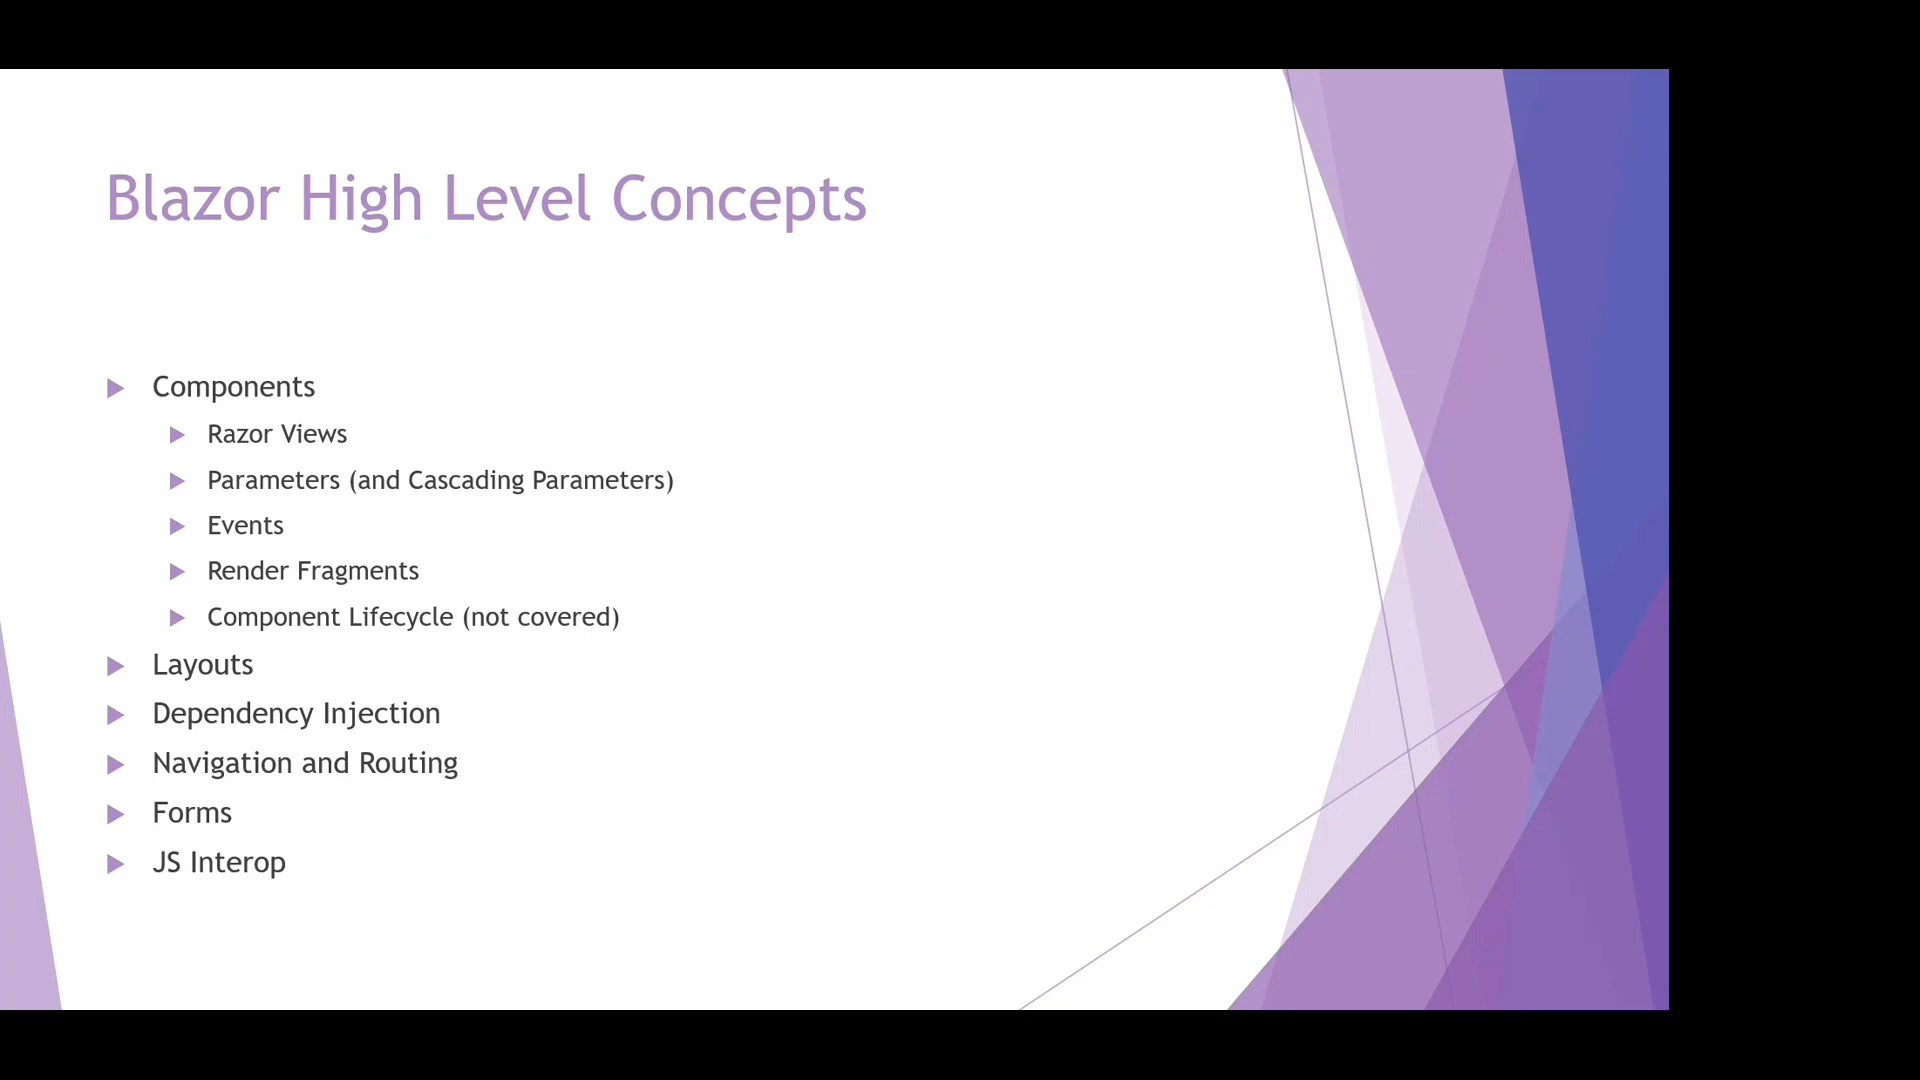 Blazor High Level Concepts
Components
Razor Views
Parameters (and Cascading Parameters)
Events
Render Fragments
Component Lifecycle (not covered)
Layouts
Dependency Injection
Navigation and Routing
Forms
JS Interop